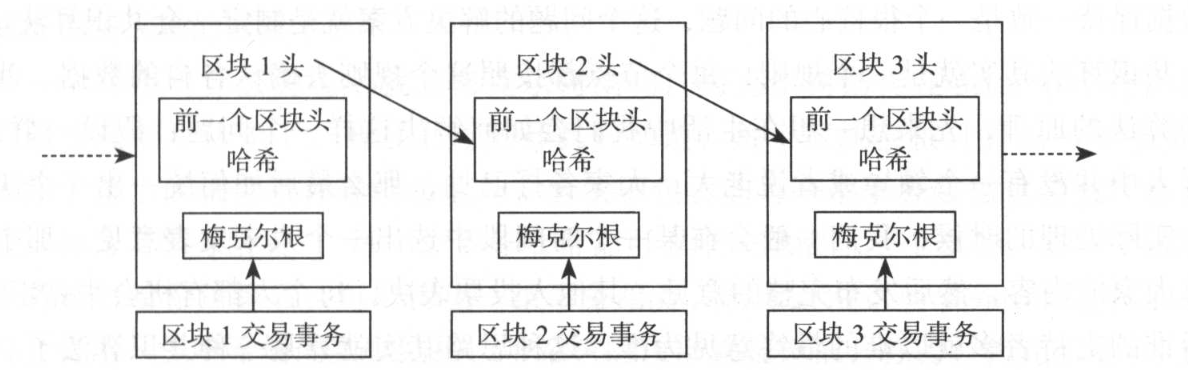 区块 1 头
前一个区块头
哈希
梅克尔根
区块 1 交易事务
区块 2 头
前一个区块头
哈希
梅克尔根
区块 2 交易事务
区块 3 头
前一个区块头
哈希
梅克尔根
区块 3 交易事务